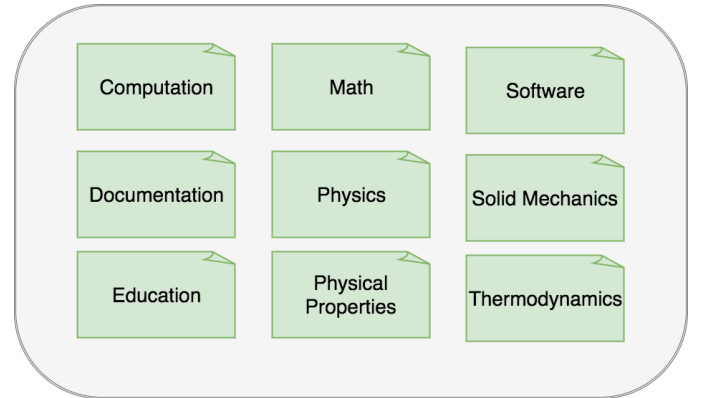 Computation
Math
Software
Documentation
Physics
Solid Mechanics
Education
Physical
Properties
Thermodynamics